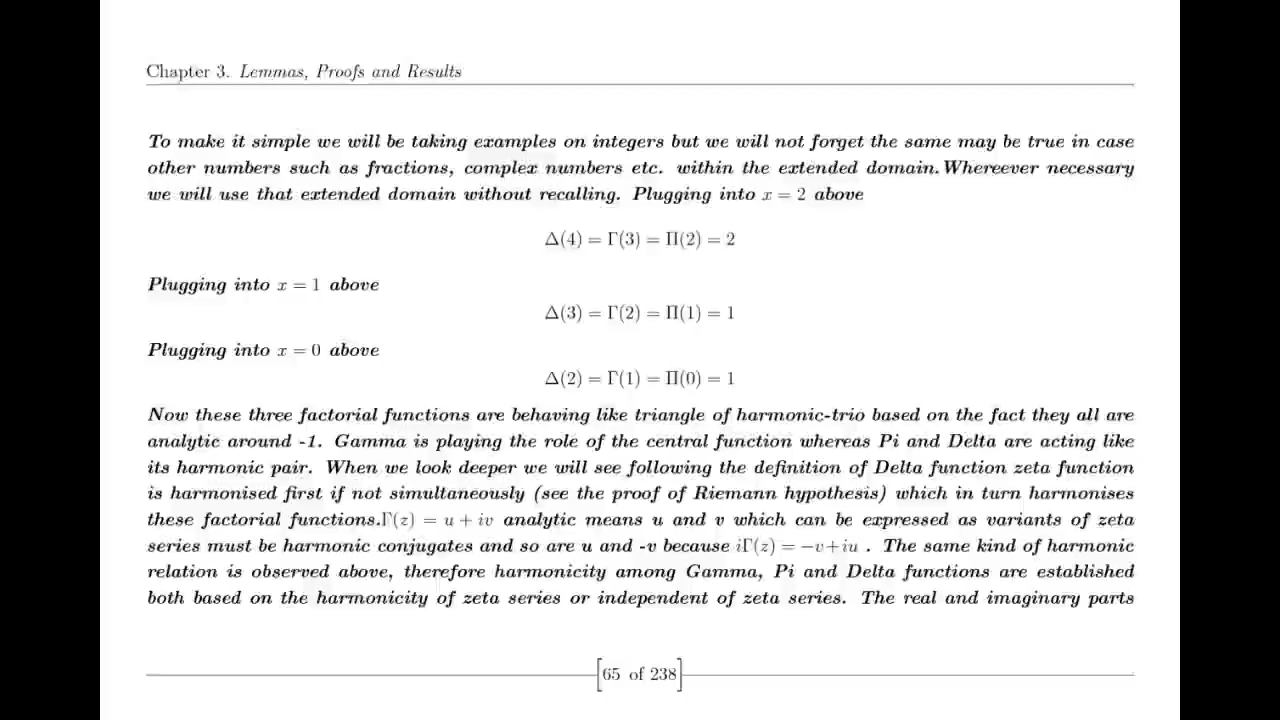 Chapter 3. Lemmas, Proofs and Results
To make it simple we will be taking examples on integers but we will not forget the same may be true in case
other numbers such as fractions, complex numbers etc. within the extended domain.Whereever necessary
we will use that extended domain without recalling. Plugging into x = 2 above
Δ(4) = Γ(3) = Π(2) = 2
Plugging into x = 1 above
Δ(3) = Γ(2) = Π(1) = 1
Plugging into x = 0 above
Δ(2) = Γ(1) = Π(0) = 1
Now these three factorial functions are behaving like triangle of harmonic-trio based on the fact they all are
analytic around -1. Gamma is playing the role of the central function whereas Pi and Delta are acting like
its harmonic pair. When we look deeper we will see following the definition of Delta function zeta function
is harmonised first if not simultaneously (see the proof of Riemann hypothesis) which in turn harmonises
these factorial functions.Γ(z) = u + iv analytic means u and v which can be expressed as variants of zeta
series must be harmonic conjugates and so are u and -v because iΓ(z) = −v+iu . The same kind of harmonic
relation is observed above, therefore harmonicity among Gamma, Pi and Delta functions are established
both based on the harmonicity of zeta series or independent of zeta series. The real and imaginary parts
[65 of 238]